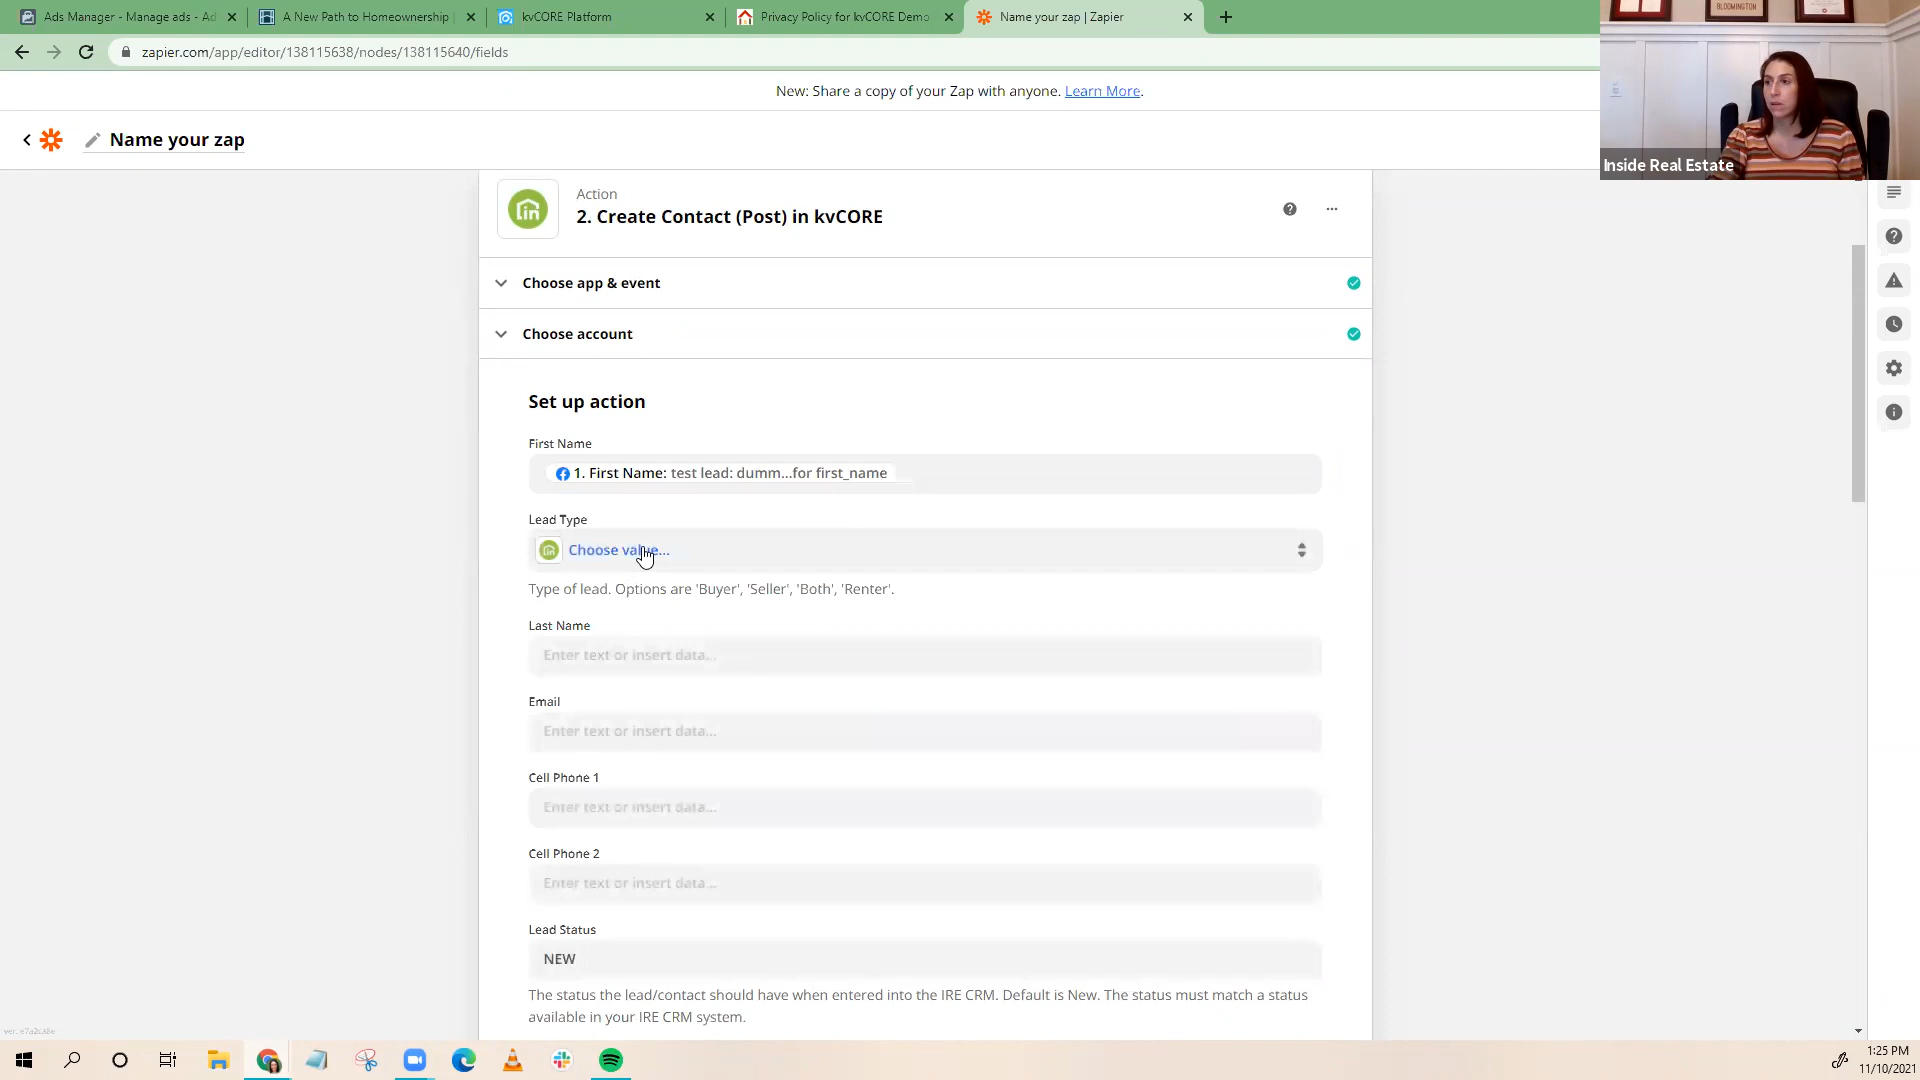 Ads Manager - Manage ads - Ad
A New Path to Homeownership
kvCORE Platform
Privacy Policy for kvCORE Demo
Name your zap | Zapier
zapier.com/app/editor/138115638/nodes/138115640/fields
BLOOMINGTON
New: Share a copy of your Zap with anyone. Learn More.
Name your zap
Inside Real Estate
Action
2. Create Contact (Post) in kvCORE
Choose app & event
Choose account
Set up action
First Name
1. First Name: test lead: dumm...for first_name
Lead Type
Choose value...
Type of lead. Options are 'Buyer', 'Seller', 'Both', 'Renter'.
Last Name
Enter text or insert data...
Email
Enter text or insert data...
Cell Phone 1
Enter text or insert data...
Cell Phone 2
Enter text or insert data...
Lead Status
NEW
The status the lead/contact should have when entered into the IRE CRM. Default is New. The status must match a status
available in your IRE CRM system.
1:25 PM
11/10/2021